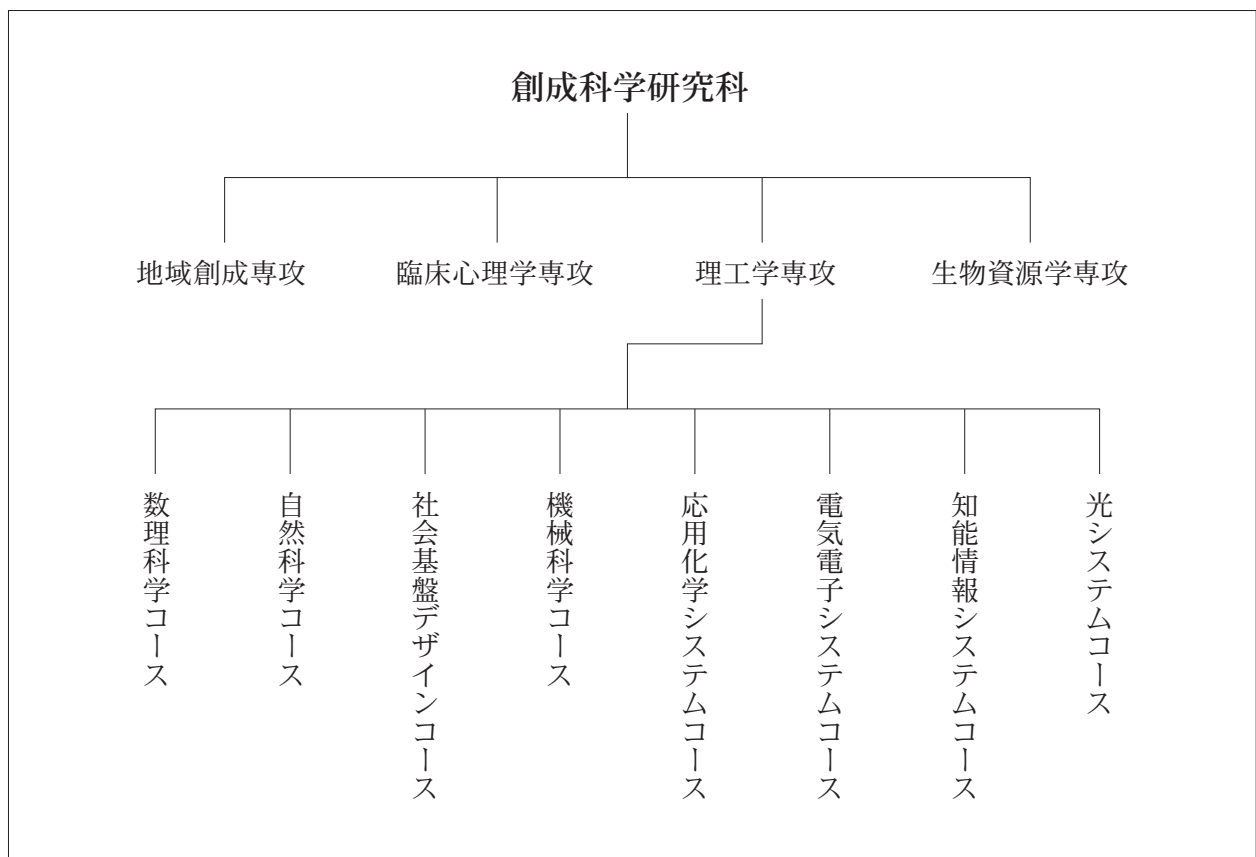 創成科学研究科
地域創成専攻
臨床心理学専攻
理工学専攻
生物資源学専攻
数理科学コース
自然科学コース
社会基盤デザインコース
機械科学コース
応用化学システムコース
電気電子システムコース
知能情報システムコース
光システムコース